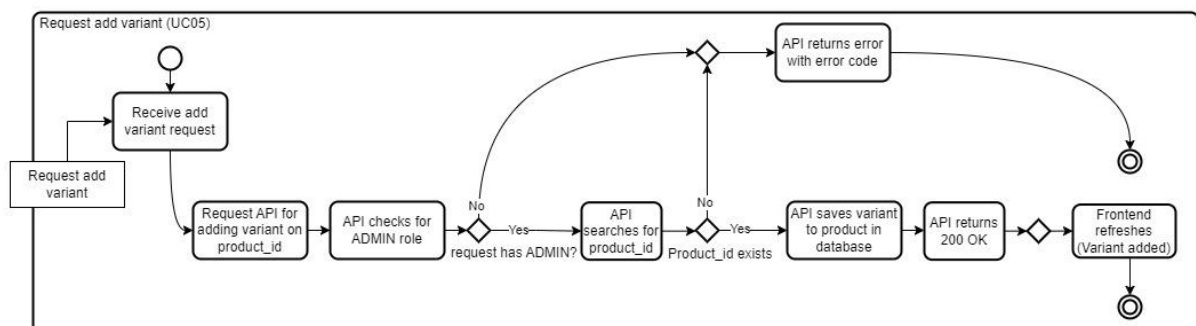 Request add variant (UC05)
API returns error
with error code
Receive add
variant request
Request add
variant
No
No
Request API for
adding variant on
product_id
API checks for
ADMIN role
Yes
request has ADMIN?
API
searches for
product_id
Yes
Product_id exists
API saves variant
to product in
database
API returns
200 OK
Frontend
refreshes
(Variant added)